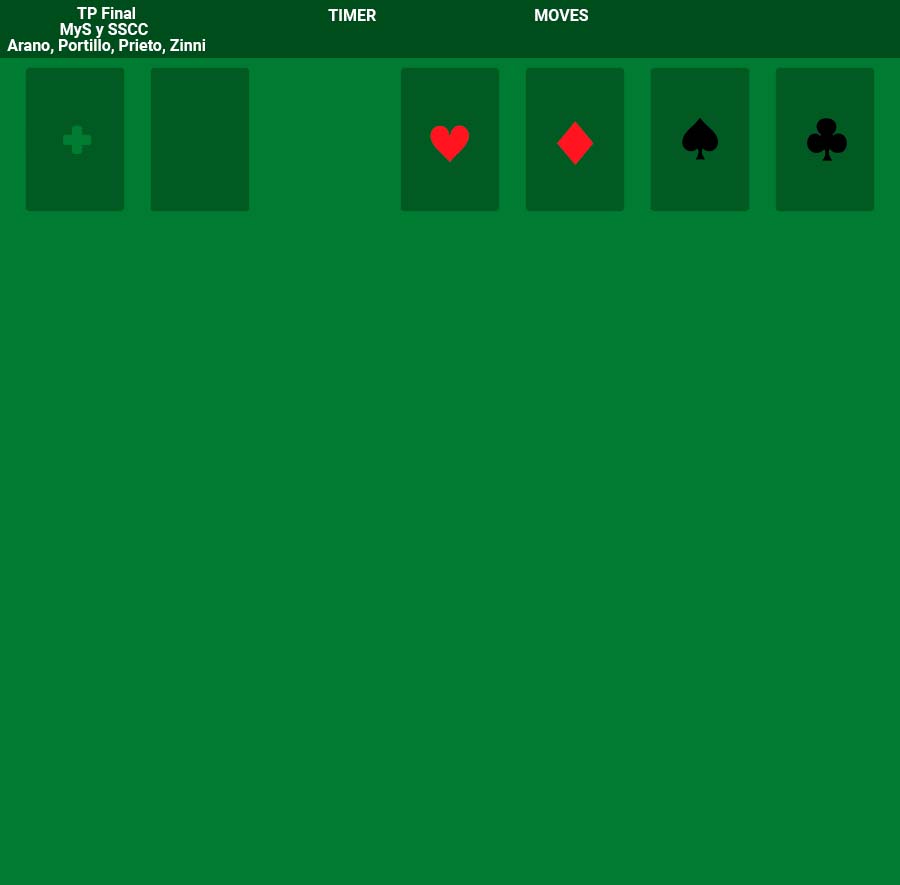 TP Final
MyS y SSCC
Arano, Portillo, Prieto, Zinni
TIMER
MOVES